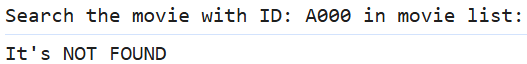 Search the movie with ID: A000 in movie list:
It's NOT FOUND